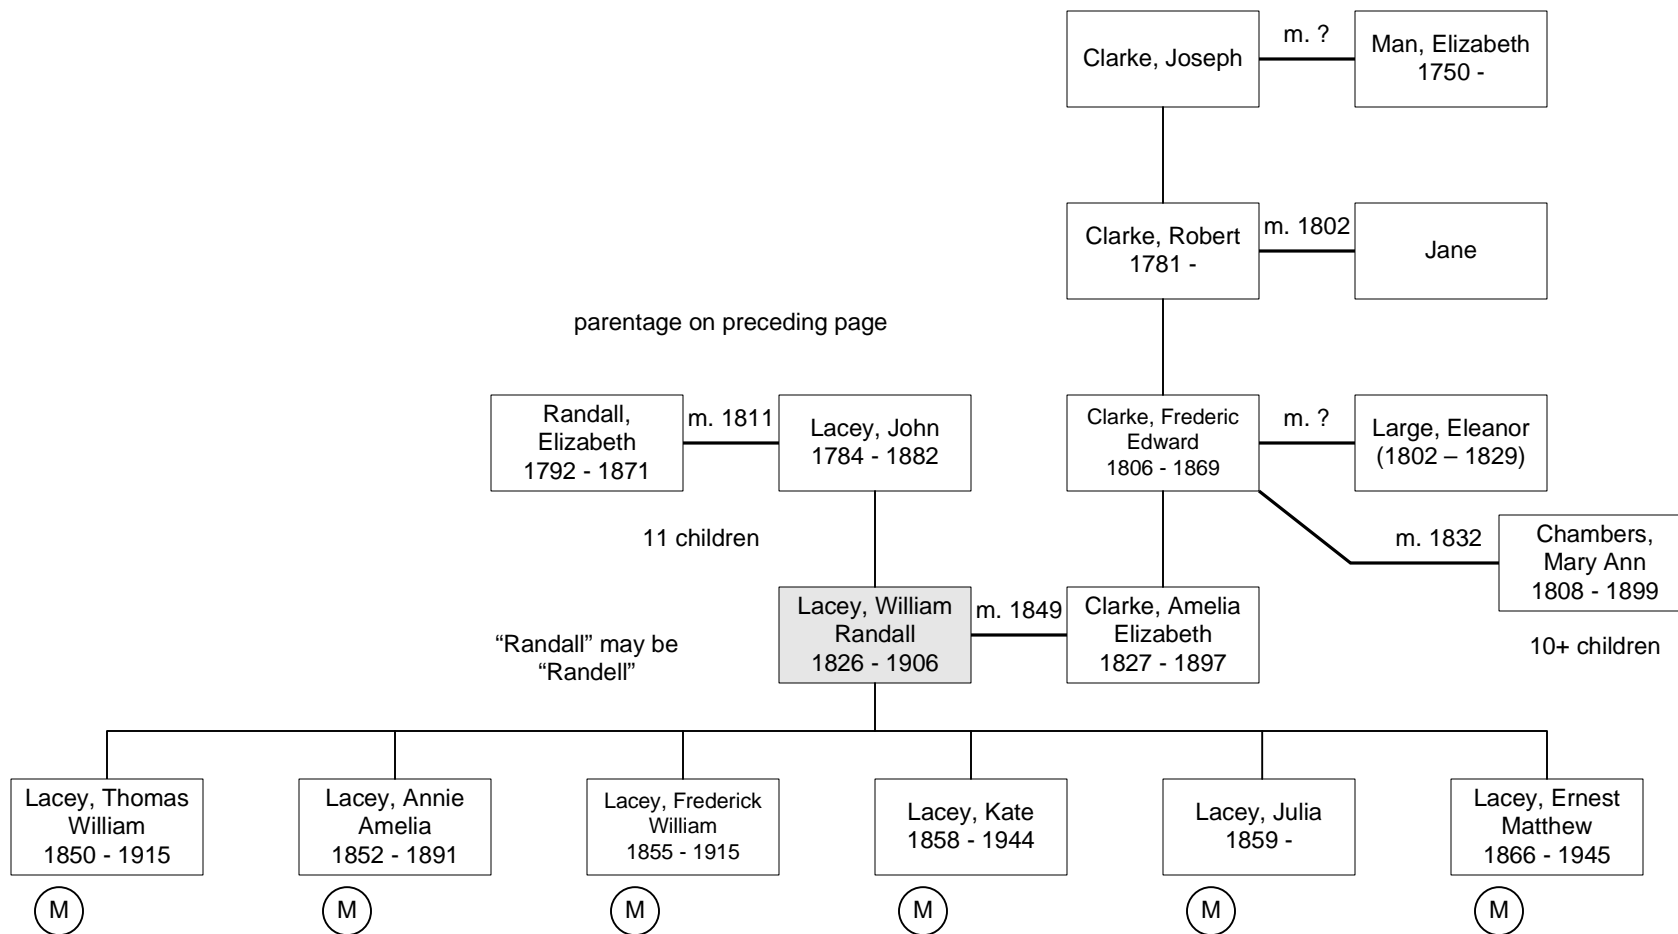 Clarke, Joseph
m. ?
Man, Elizabeth
1750 -
Clarke, Robert
1781 -
m. 1802
Jane
parentage on preceding page
Randall,
Elizabeth
1792 - 1871
m. 1811
Lacey, John
1784 - 1882
Clarke, Frederic
Edward
1806 - 1869
m. ?
Large, Eleanor
(1802 – 1829)
11 children
m. 1832
Chambers,
Mary Ann
1808 - 1899
10+ children
“Randall” may be
“Randell”
Lacey, William
Randall
1826 - 1906
m. 1849
Clarke, Amelia
Elizabeth
1827 - 1897
Lacey, Thomas
William
1850 - 1915
Lacey, Annie
Amelia
1852 - 1891
Lacey, Frederick
William
1855 - 1915
Lacey, Kate
1858 - 1944
Lacey, Julia
1859 -
Lacey, Ernest
Matthew
1866 - 1945
M
M
M
M
M
M